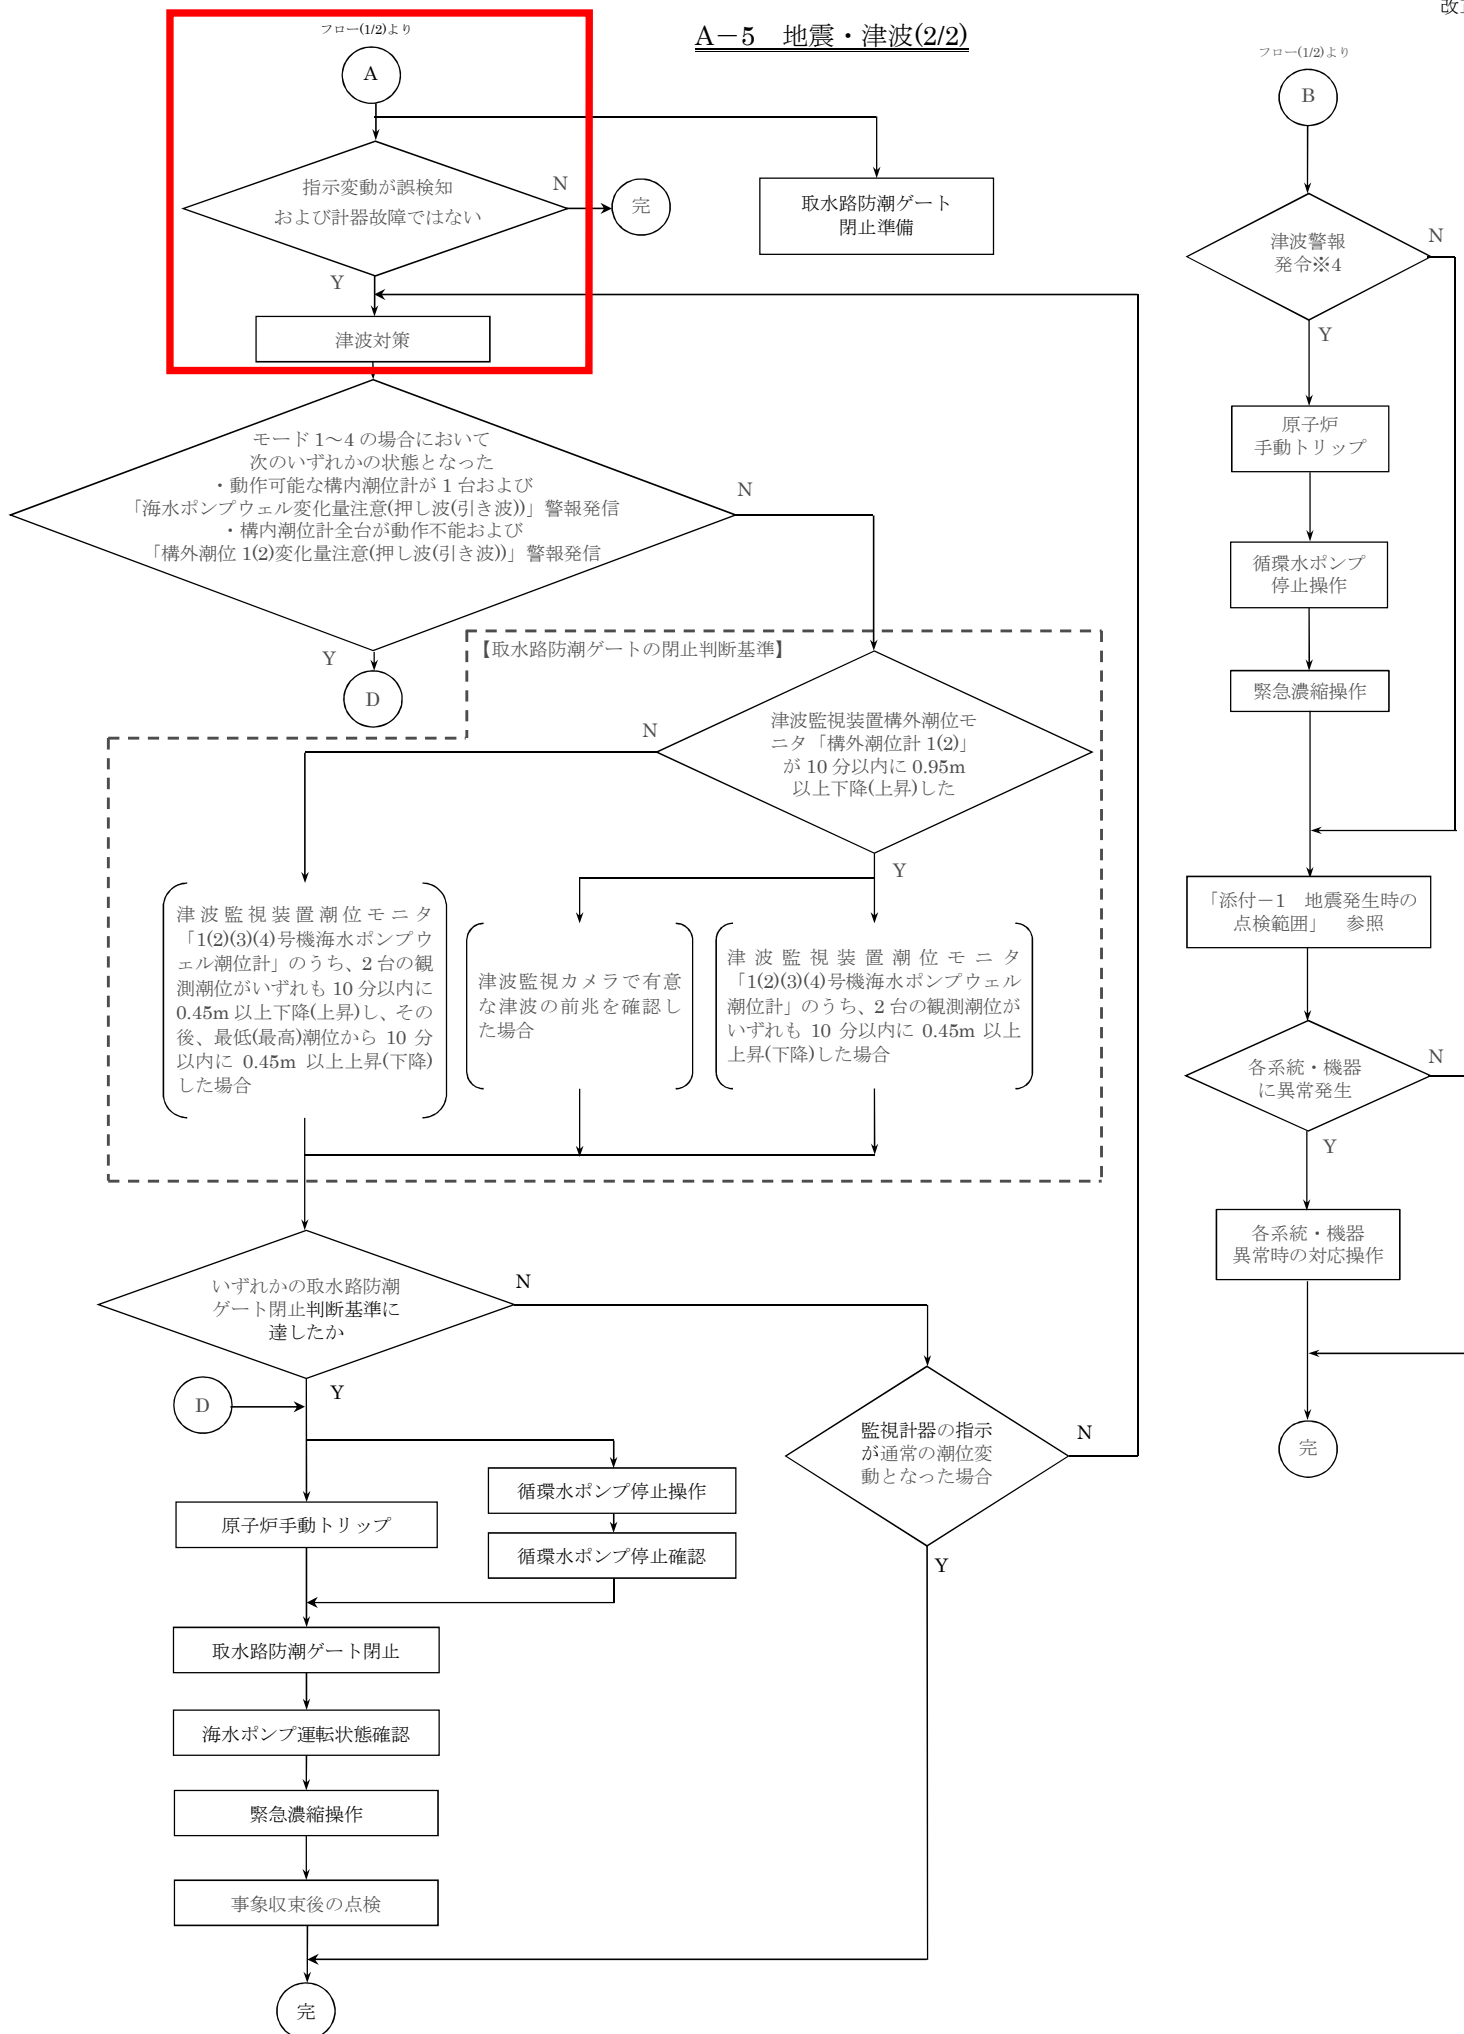 A－5　地震・津波(2/2)
フロー(1/2)より
A
指示変動が誤検知
および計器故障ではない
N
完
取水路防潮ゲート
閉止準備
Y
津波対策
モード 1～4 の場合において
次のいずれかの状態となった
・動作可能な構内潮位計が 1 台および
「海水ポンプウェル変化量注意(押し波(引き波))」警報発信
・構内潮位計全台が動作不能および
「構外潮位 1(2)変化量注意(押し波(引き波))」警報発信
N
Y
D
【取水路防潮ゲートの閉止判断基準】
津波監視装置構外潮位モ
ニタ「構外潮位計 1(2)」
が 10 分以内に 0.95m
以上下降(上昇)した
N
Y
津波監視装置潮位モニタ
「1(2)(3)(4)号機海水ポンプウ
ェル潮位計」のうち、2 台の観
測潮位がいずれも 10 分以内に
0.45m 以上下降(上昇)し、その
後、最低(最高)潮位から 10 分
以内に 0.45m 以上上昇(下降)
した場合
津波監視カメラで有意
な津波の前兆を確認し
た場合
津波監視装置潮位モニタ
「1(2)(3)(4)号機海水ポンプウェル
潮位計」のうち、2 台の観測潮位が
いずれも 10 分以内に 0.45m 以上
上昇(下降)した場合
いずれかの取水路防潮
ゲート閉止判断基準に
達したか
N
Y
D
監視計器の指示
が通常の潮位変
動となった場合
N
Y
循環水ポンプ停止操作
原子炉手動トリップ
循環水ポンプ停止確認
取水路防潮ゲート閉止
海水ポンプ運転状態確認
緊急濃縮操作
事象収束後の点検
完
フロー(1/2)より
B
津波警報
発令※4
N
Y
原子炉
手動トリップ
循環水ポンプ
停止操作
緊急濃縮操作
「添付－1　地震発生時の
点検範囲」　参照
各系統・機器
に異常発生
N
Y
各系統・機器
異常時の対応操作
完